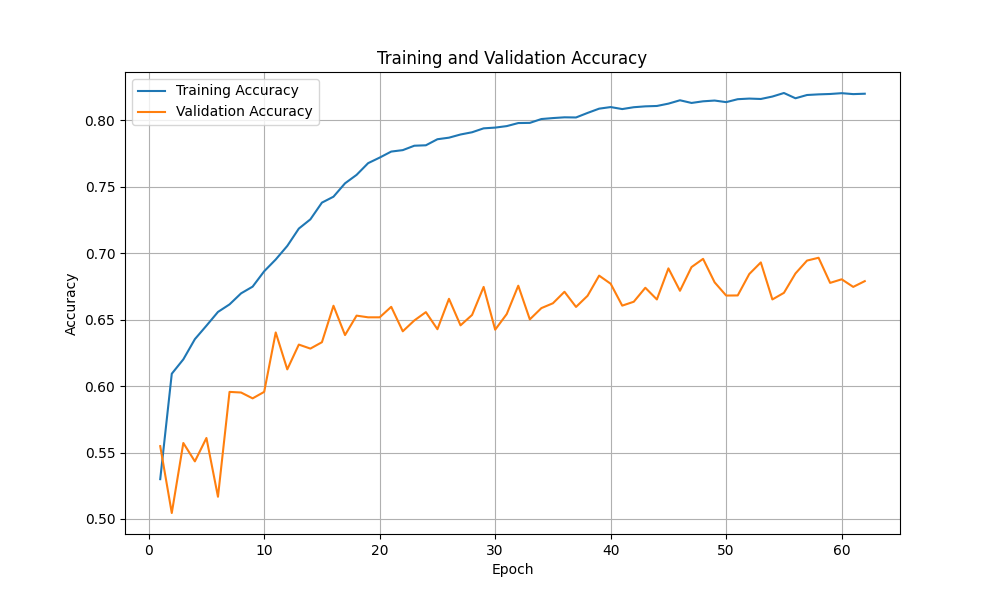 Training and Validation Accuracy
Training Accuracy
Validation Accuracy
0.80
0.75
0.70
0.65
0.60
0.55
0.50
Accuracy
0 10 20 30 40 50 60
Epoch